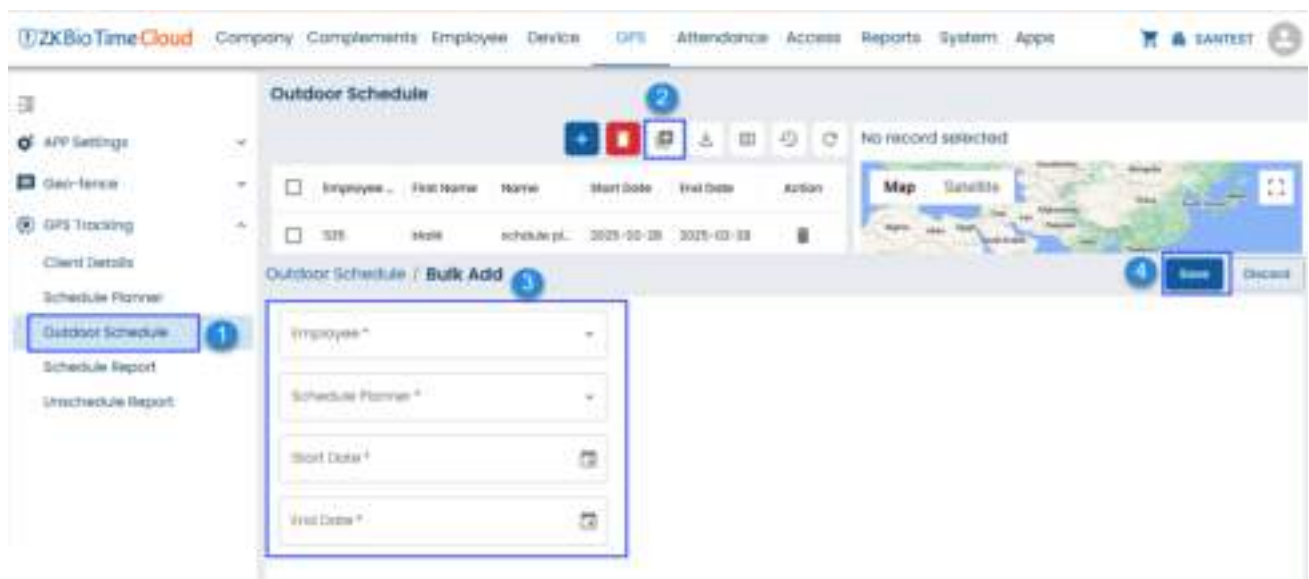 ZKBioTime Cloud Company Complements Employee Device GPS Attendance Access Reports System Apps SANTEST
Outdoor Schedule
2
APP Settings
No record selected
Geo-fence
Employee .. First Name Name Start Date End Date Action
Map Satellite
GPS Tracking
535
Client Details
Outdoor Schedule / Bulk Add
3
4
Save Discard
Schedule Planner
Outdoor Schedule
1
Employee *
Schedule Report
Unschedule Report
Schedule Planner *
Start Date *
End Date *